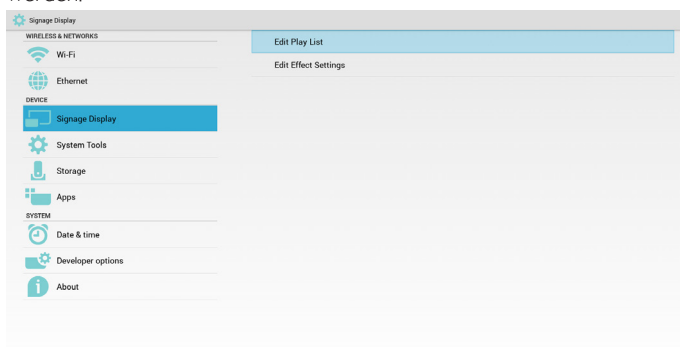 werden.
Signage Display
WIRELESS & NETWORKS
Wi-Fi
Ethernet
DEVICE
Signage Display
System Tools
Storage
Apps
SYSTEM
Date & time
Developer options
About
Edit Play List
Edit Effect Settings